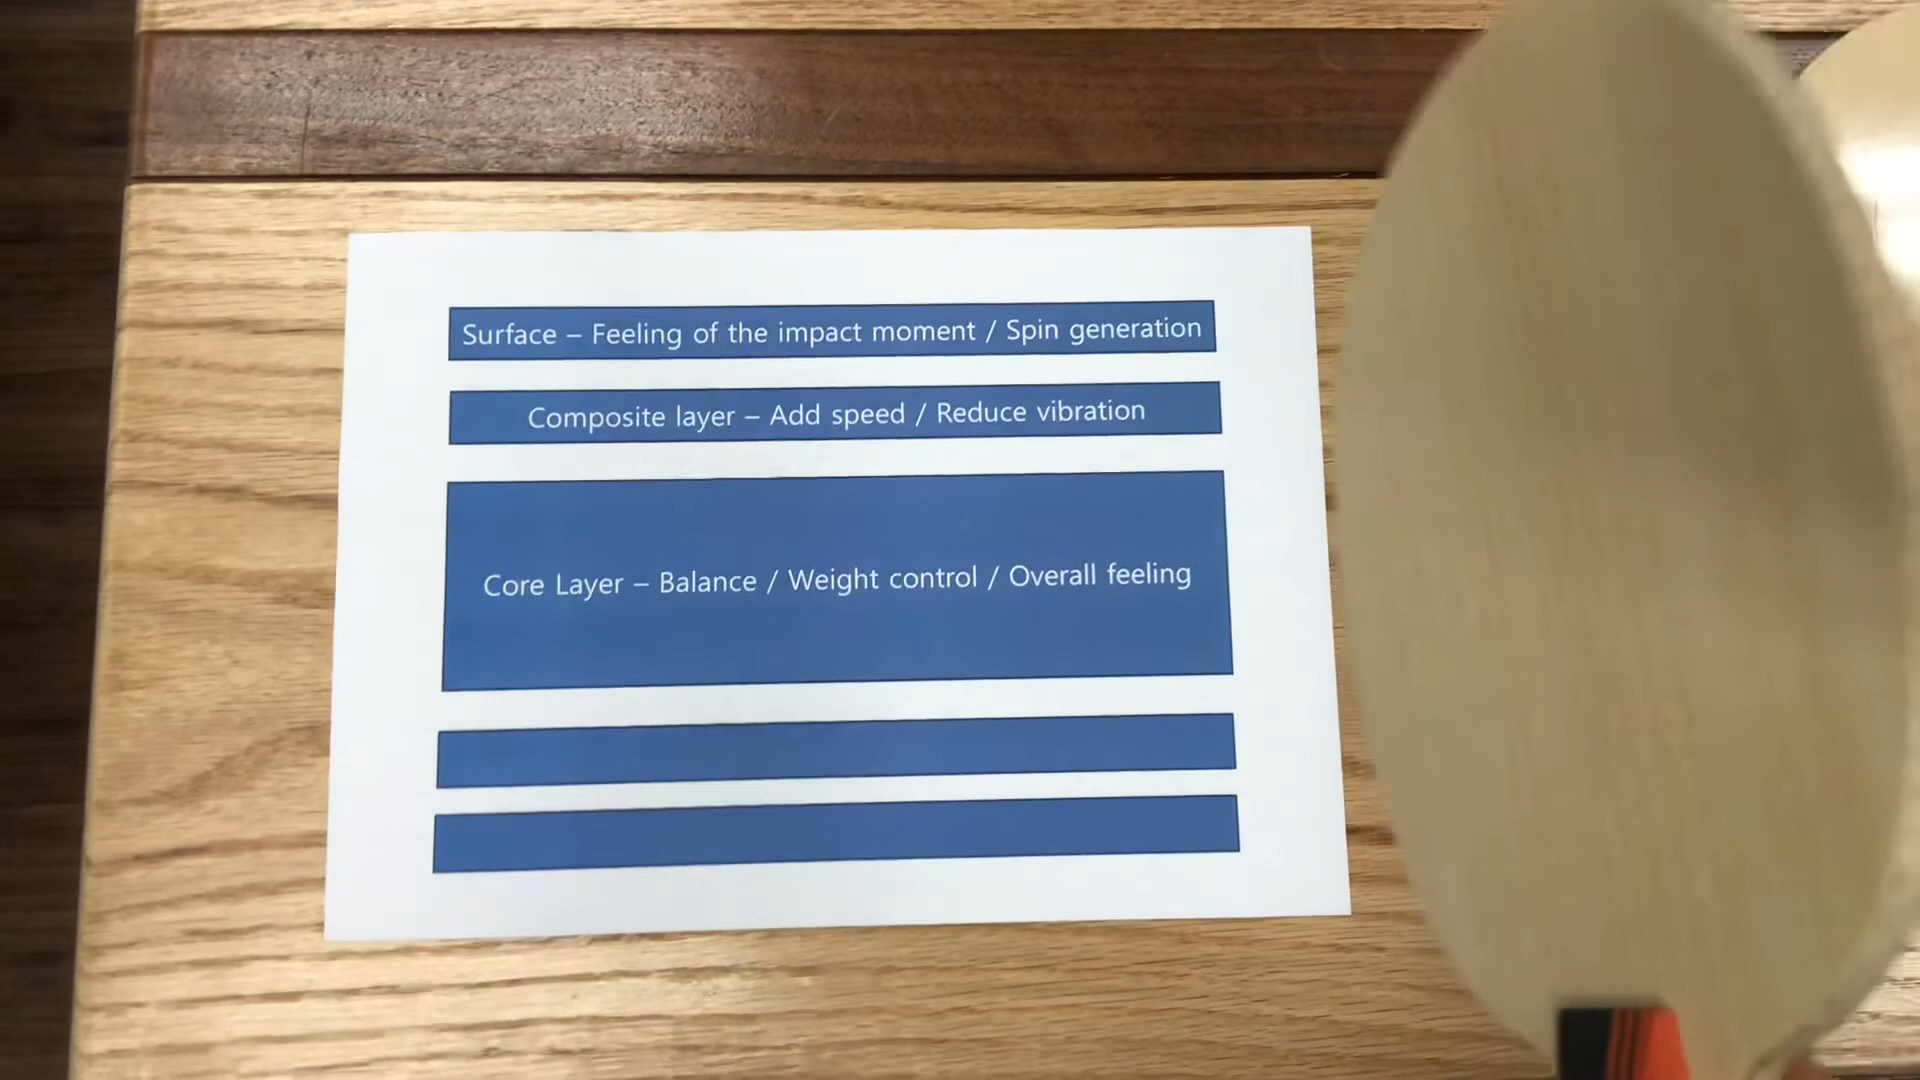 Surface – Feeling of the impact moment / Spin generation
Composite layer – Add speed / Reduce vibration
Core Layer – Balance / Weight control / Overall feeling